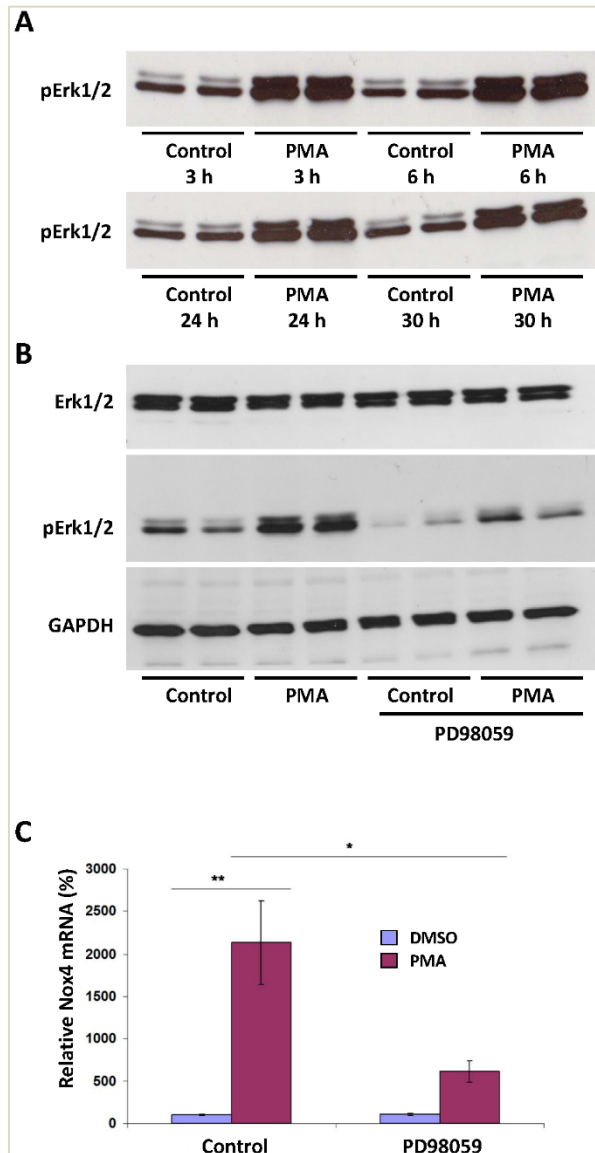 A
pErk1/2
Control PMA Control PMA
3 h 3 h 6 h 6 h
pErk1/2
Control PMA Control PMA
24 h 24 h 30 h 30 h
B
Erk1/2
pErk1/2
GAPDH
Control PMA Control PMA
PD98059
C
Relative Nox4 mRNA (%)
3000
2500
2000
1500
1000
500
0
**
*
DMSO
PMA
Control PD98059